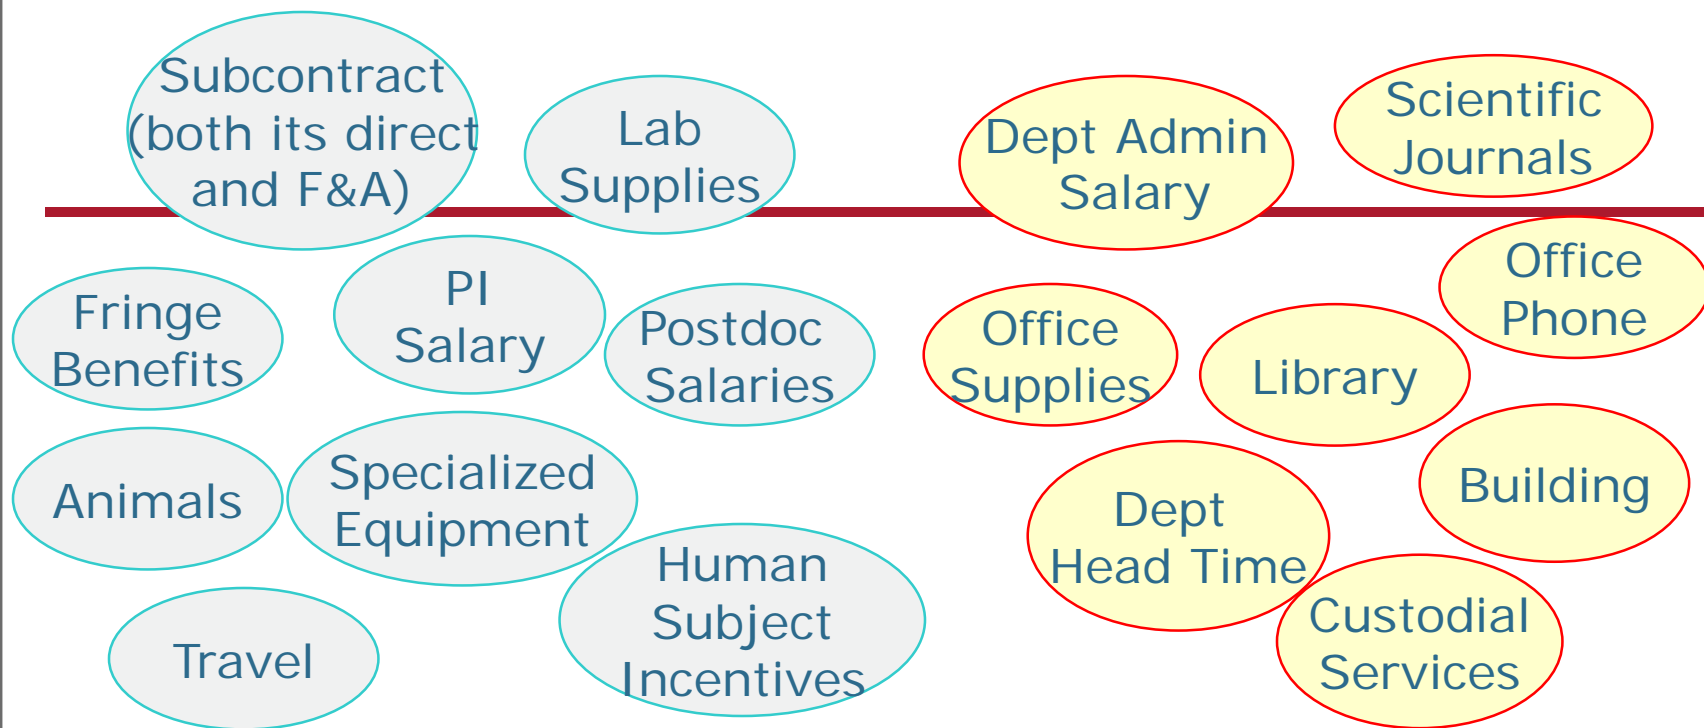 Subcontract
(both its direct
and F&A)
Lab
Supplies
Dept Admin
Salary
Scientific
Journals
Fringe
Benefits
PI
Salary
Postdoc
Salaries
Office
Supplies
Library
Office
Phone
Animals
Specialized
Equipment
Human
Subject
Incentives
Dept
Head Time
Building
Travel
Custodial
Services